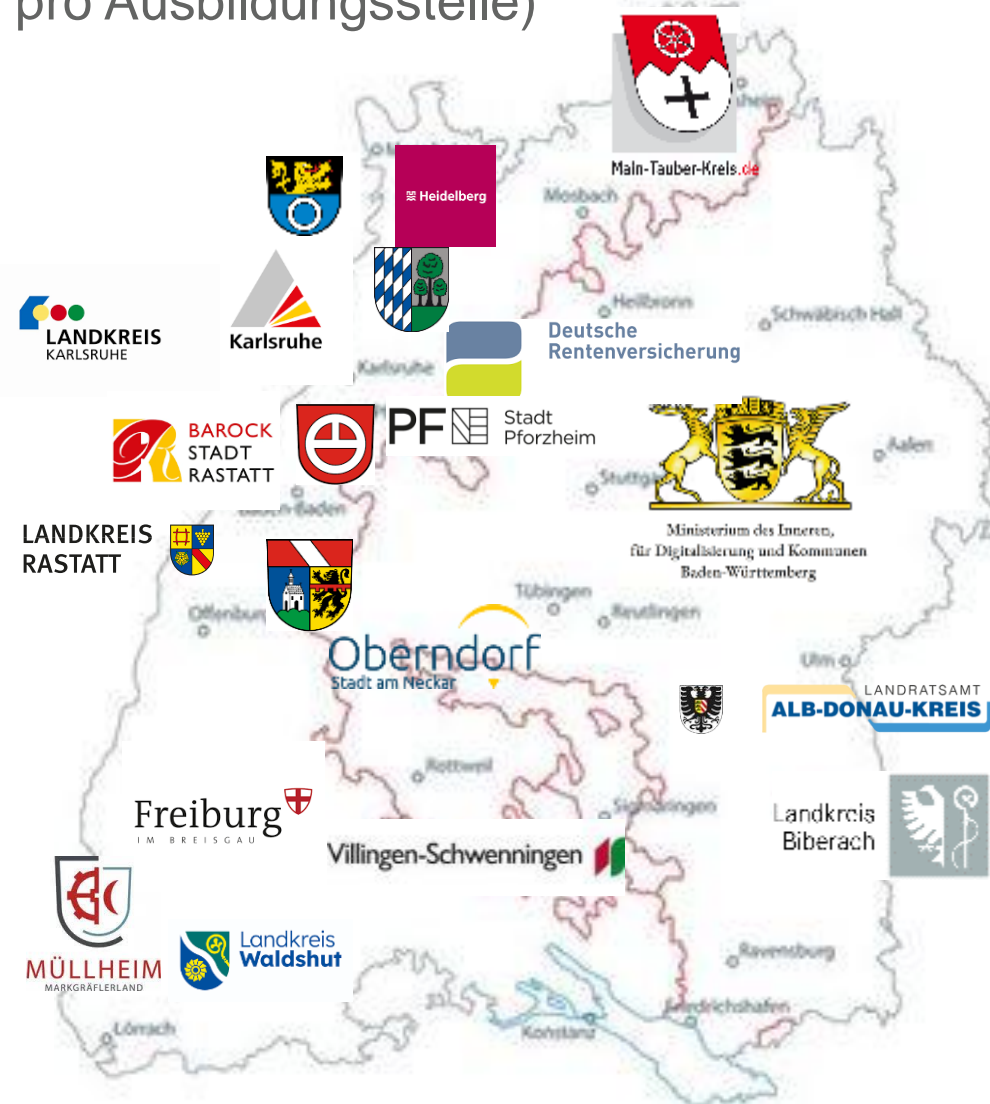 pro Ausbildungsstelle)
Main-Tauber-Kreis.de
Heidelberg
Mosbach
LANDKREIS
KARLSRUHE
Karlsruhe
Heilbronn
Schwäbisch Hall
Deutsche
Rentenversicherung
Karlsruhe
BAROCK
STADT
RASTATT
PF
Stadt
Pforzheim
Aalen
Ministerium des Inneren,
für Digitalisierung und Kommunen
Baden-Württemberg
LANDKREIS
RASTATT
Tübingen
Reutlingen
Oberndorf
Stadt am Neckar
Ulm
LANDRATSAMT
ALB-DONAU-KREIS
Rottweil
Freiburg
IM BREISGAU
Landkreis
Biberach
Villingen-Schwenningen
MÜLLHEIM
MARKGRÄFLERLAND
Landkreis
Waldshut
Ravensburg
Lörrach
Konstanz